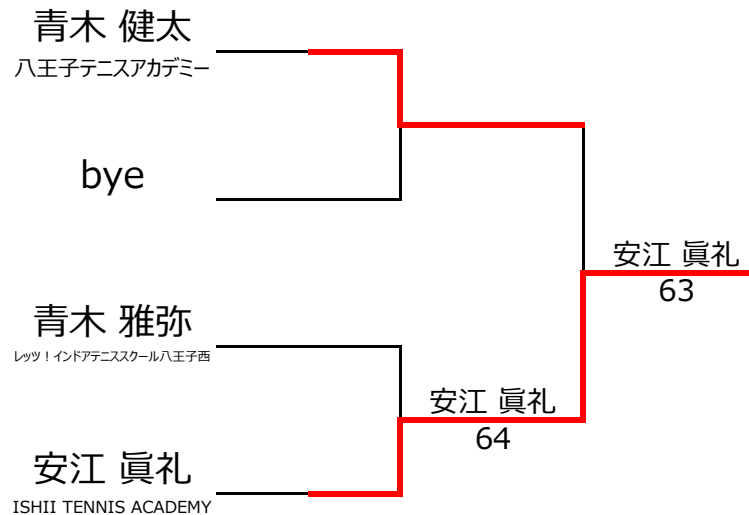 青木 健太
八王子テニスアカデミー
bye
安江 眞礼
63
青木 雅弥
レッツ！インドアテニススクール八王子西
安江 眞礼
64
安江 眞礼
ISHII TENNIS ACADEMY